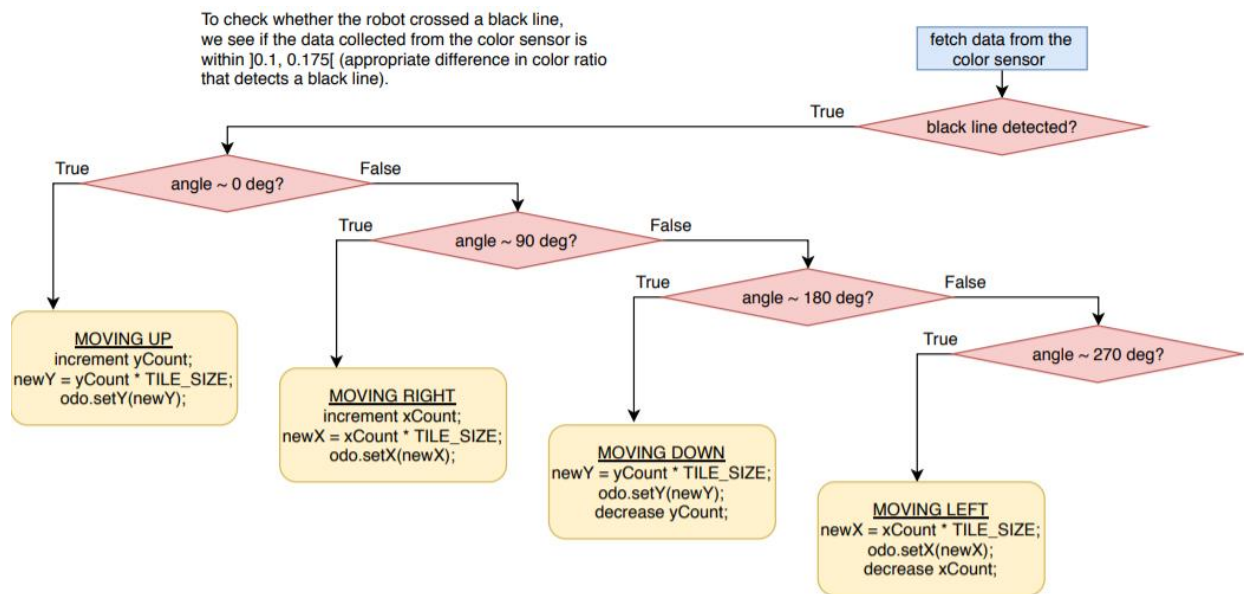 To check whether the robot crossed a black line,
we see if the data collected from the color sensor is
within ]0.1, 0.175[ (appropriate difference in color ratio
that detects a black line).
fetch data from the
color sensor
True
black line detected?
True
False
angle ~ 0 deg?
True
False
angle ~ 90 deg?
True
False
angle ~ 180 deg?
True
angle ~ 270 deg?
MOVING UP
increment yCount;
newY = yCount * TILE_SIZE;
odo.setY(newY);
MOVING RIGHT
increment xCount;
newX = xCount * TILE_SIZE;
odo.setX(newX);
MOVING DOWN
newY = yCount * TILE_SIZE;
odo.setY(newY);
decrease yCount;
MOVING LEFT
newX = xCount * TILE_SIZE;
odo.setX(newX);
decrease xCount;